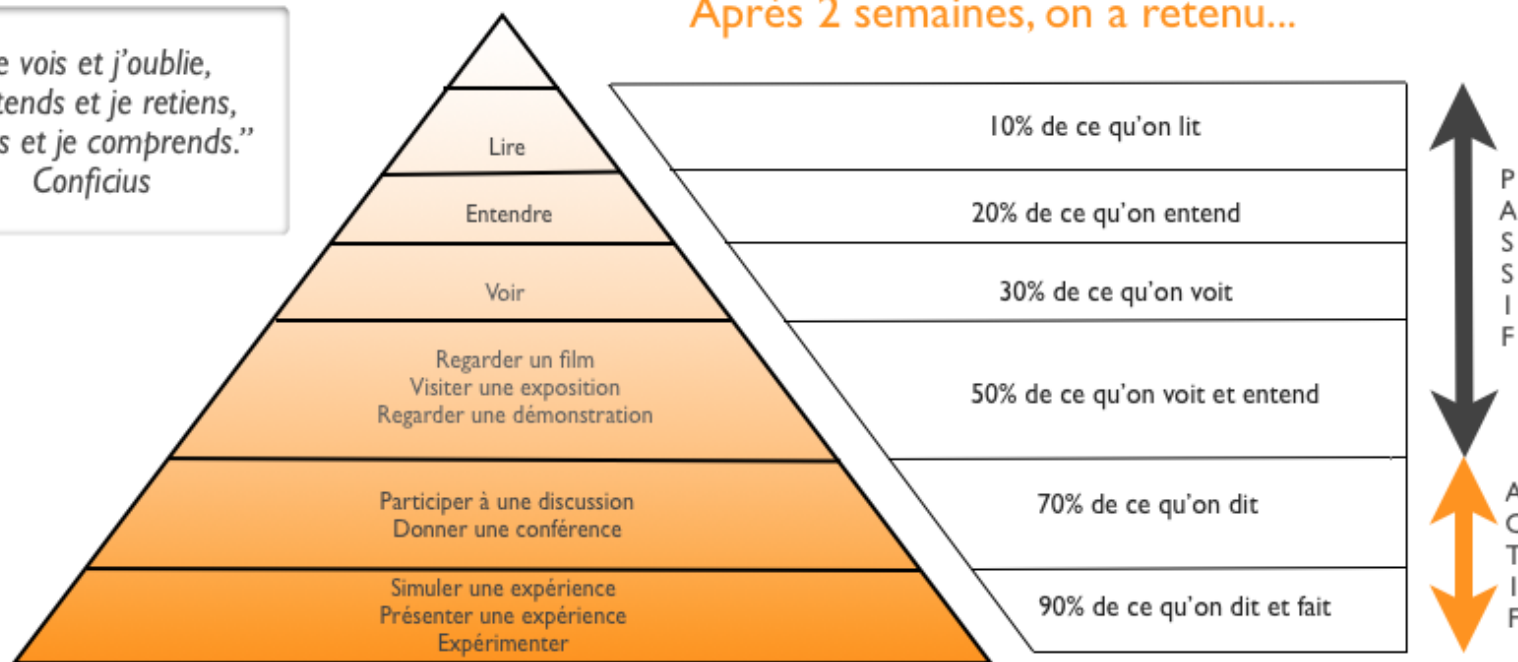 Après 2 semaines, on a retenu...
vois et j'oublie,
et je retiens,
et je comprends.”
Conficius
Lire
Entendre
Voir
Regarder un film
Visiter une exposition
Regarder une démonstration
Participer à une discussion
Donner une conférence
Simuler une expérience
Présenter une expérience
Expérimenter
10% de ce qu'on lit
20% de ce qu'on entend
30% de ce qu'on voit
50% de ce qu'on voit et entend
70% de ce qu'on dit
90% de ce qu'on dit et fait
PASSIF
ACTIF